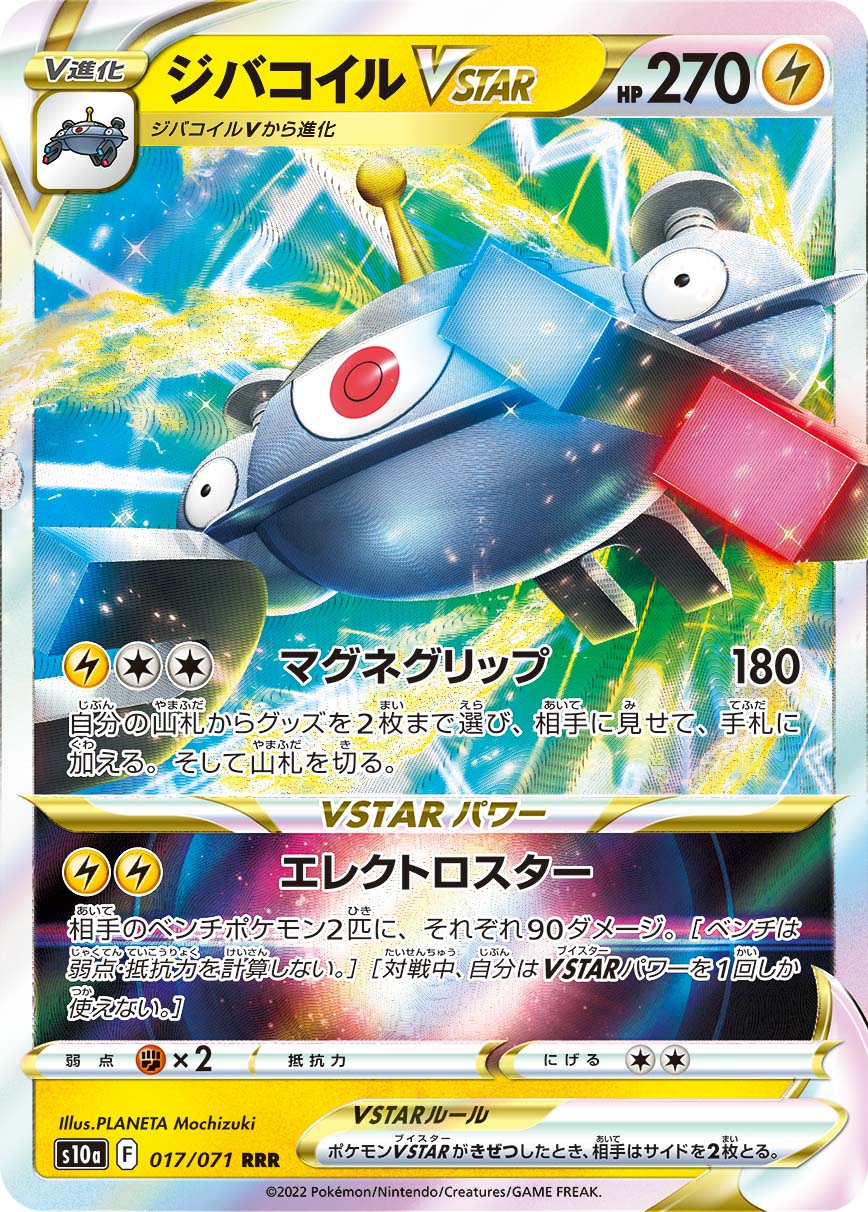 V進化
ジバコイルVSTAR
HP 270
ジバコイルVから進化
マグネグリップ 180
自分の山札からグッズを2枚まで選び、相手に見せて、手札に
加える。そして山札を切る。
VSTARパワー
エレクトロスター
相手のベンチポケモン2匹に、それぞれ90ダメージ。[ベンチは
弱点・抵抗力を計算しない。][対戦中、自分はVSTARパワーを1回しか
使えない。]
弱点 ×2 抵抗力 にげる
Illus.PLANETA Mochizuki
VSTARルール
ポケモンVSTARがきぜつしたとき、相手はサイドを2枚とる。
s10a F 017/071 RRR
©2022 Pokémon/Nintendo/Creatures/GAME FREAK.